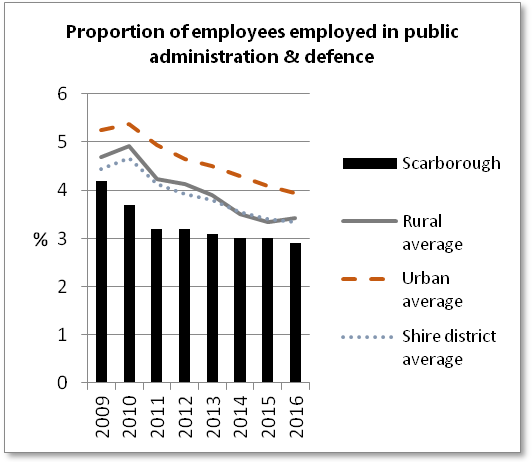 Proportion of employees employed in public
administration & defence
6
5
4
3
2
1
0
%
2009
2010
2011
2012
2013
2014
2015
2016
Scarborough
Rural
average
Urban
average
Shire district
average